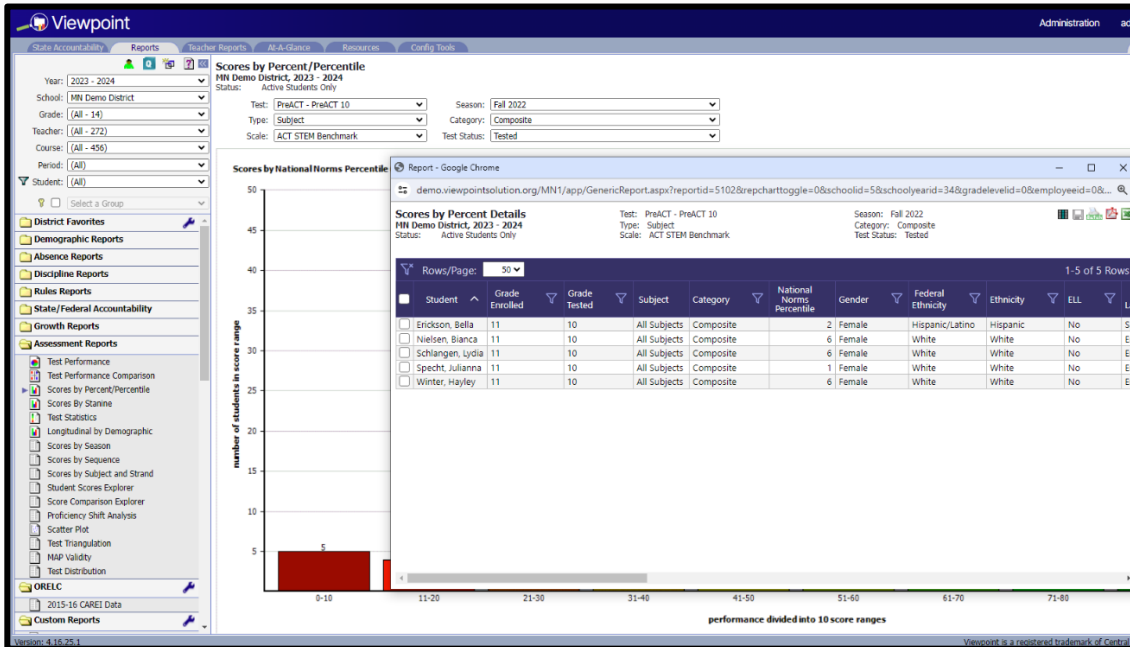 Viewpoint
Administration
State Accountability Reports Teacher Reports At-A-Glance Resources Config Tools
Year: 2023 - 2024
School: MN Demo District
Grade: (All - 14)
Teacher: (All - 272)
Course: (All - 456)
Period: (All)
Student: (All)
Select a Group
District Favorites
Demographic Reports
Absence Reports
Discipline Reports
Rules Reports
State/Federal Accountability
Growth Reports
Assessment Reports
Test Performance
Test Performance Comparison
Scores by Percent/Percentile
Scores By Stanine
Test Statistics
Longitudinal by Demographic
Scores by Season
Scores by Sequence
Scores by Subject and Strand
Student Scores Explorer
Score Comparison Explorer
Proficiency Shift Analysis
Scatter Plot
Test Triangulation
MAP Validity
Test Distribution
ORELC
2015-16 CAREI Data
Custom Reports
Scores by Percent/Percentile
MN Demo District, 2023 - 2024
Status: Active Students Only
Test: PreACT - PreACT 10 Season: Fall 2022
Type: Subject Category: Composite
Scale: ACT STEM Benchmark Test Status: Tested
Scores by National Norms Percentile
number of students in score range
50
45
40
35
30
25
20
15
10
5
5
0-10 11-20 21-30 31-40 41-50 51-60 61-70 71-80
performance divided into 10 score ranges
Report - Google Chrome
demo.viewpointsolution.org/MN1/app/GenericReport.aspx?reportid=5102&repcharttoggle=0&schoolid=5&schoolyearid=34&gradelevelid=0&employeeid=0&...
Scores by Percent Details
MN Demo District, 2023 - 2024
Status: Active Students Only
Test: PreACT - PreACT 10
Type: Subject
Scale: ACT STEM Benchmark
Season: Fall 2022
Category: Composite
Test Status: Tested
Rows/Page: 50 1-5 of 5 Rows
Student Grade Enrolled Grade Tested Subject Category National Norms Percentile Gender Federal Ethnicity Ethnicity ELL
Erickson, Bella 11 10 All Subjects Composite 2 Female Hispanic/Latino Hispanic No S
Nielsen, Bianca 11 10 All Subjects Composite 6 Female White White No E
Schlangen, Lydia 11 10 All Subjects Composite 6 Female White White No E
Specht, Julianna 11 10 All Subjects Composite 1 Female White White No E
Winter, Hayley 11 10 All Subjects Composite 6 Female White White No E
Version: 4.16.25.1
Viewpoint is a registered trademark of Central